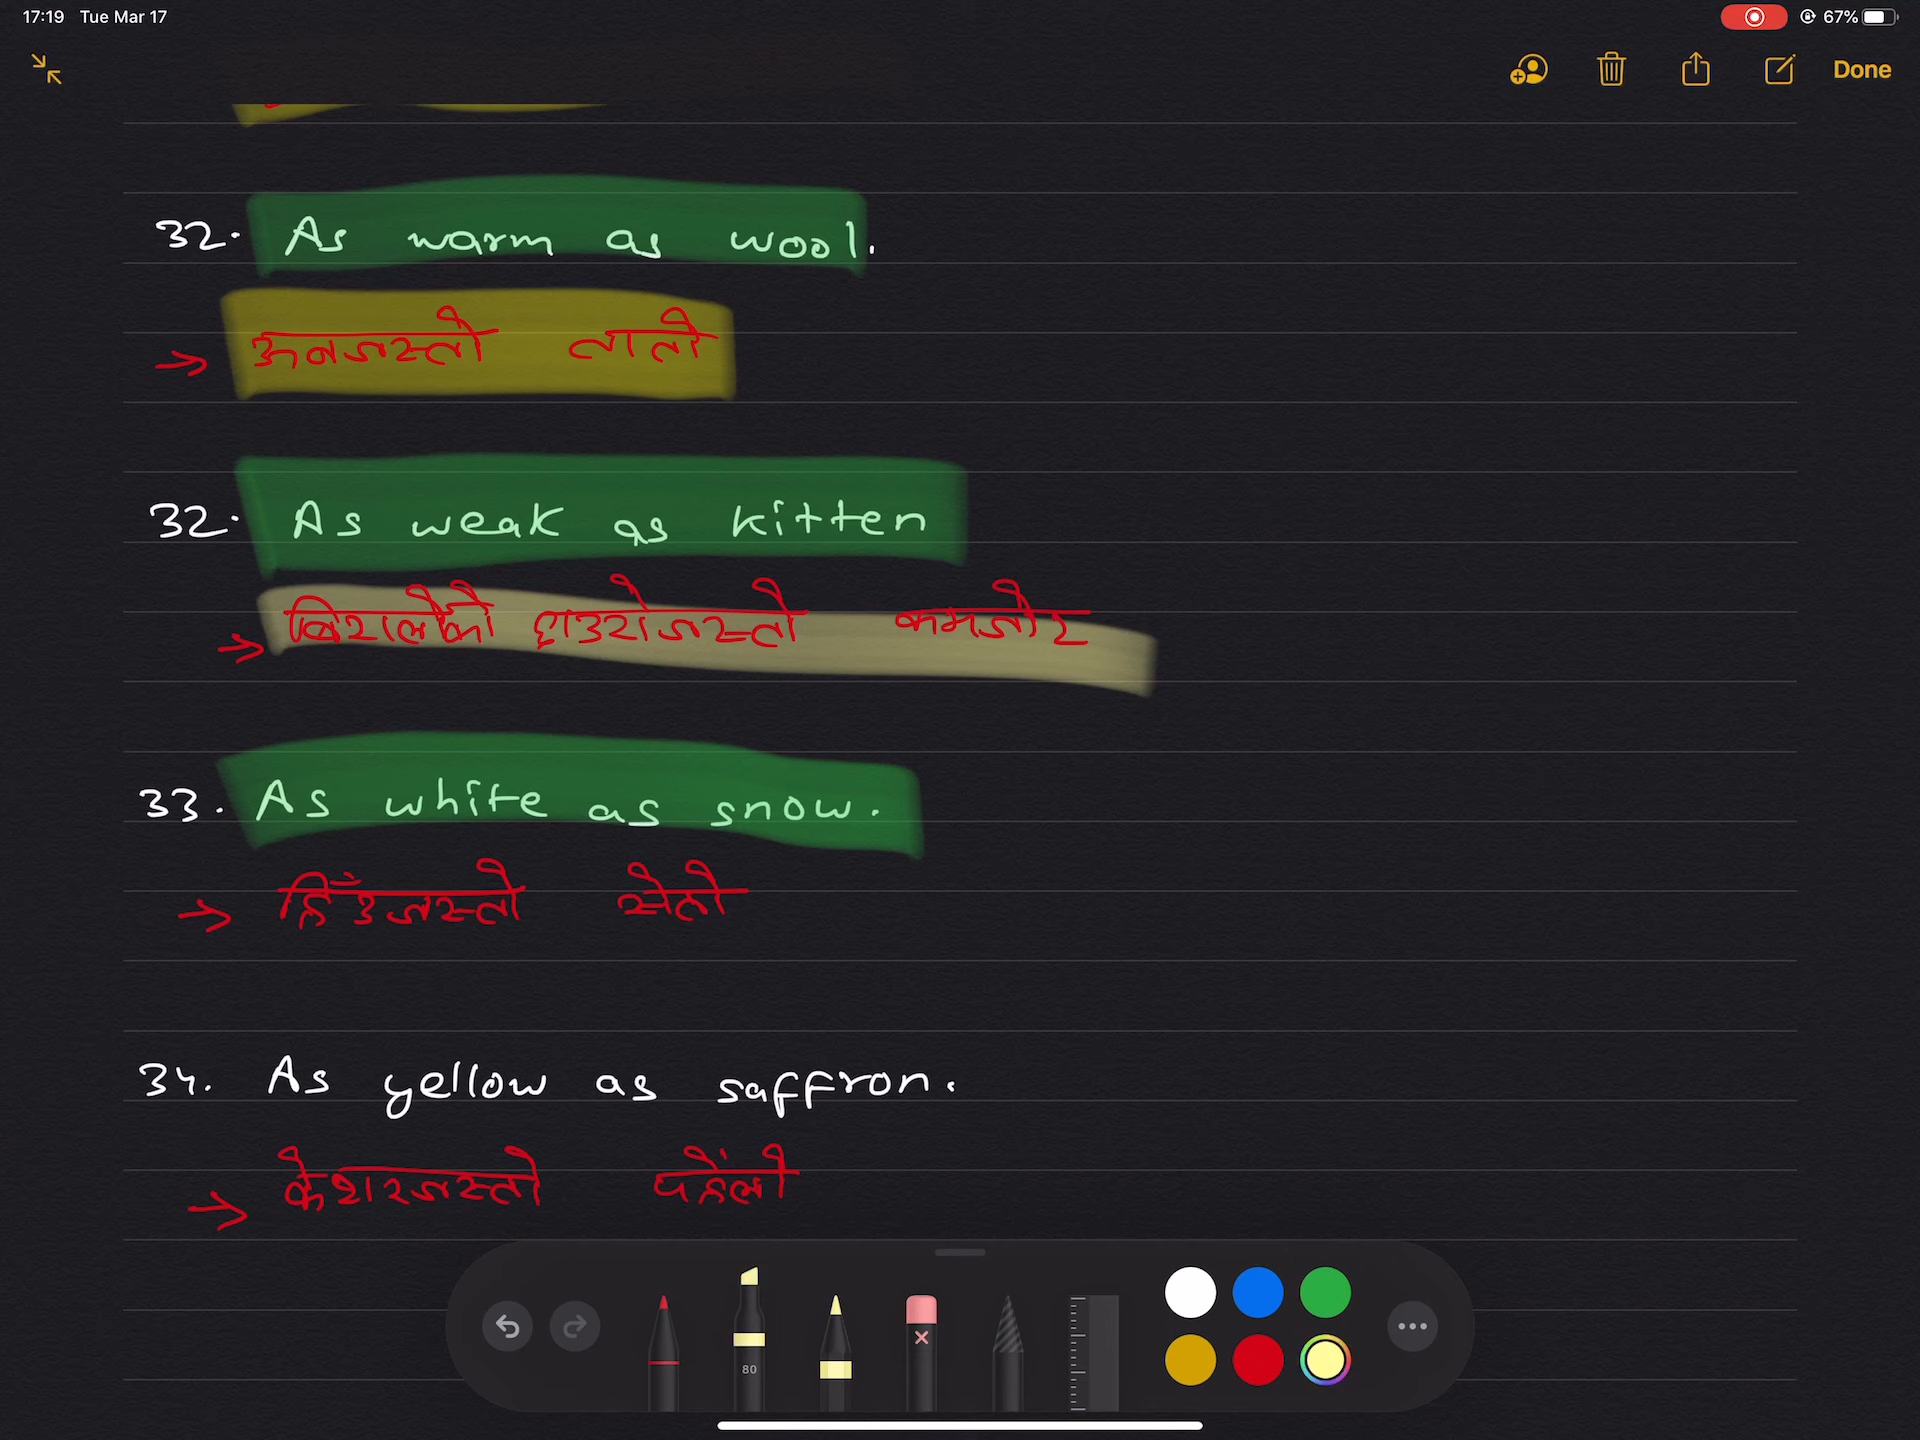 17:19 Tue Mar 17
67%
Done
32. As warm as wool.
→ ऊनजस्तो तातो
32. As weak as kitten
→ बिरालोको छाउरोजस्तो कमजोर
33. As white as snow.
→ हिउँजस्तो सेतो
34. As yellow as saffron.
→ केशरजस्तो पहेंलो
80